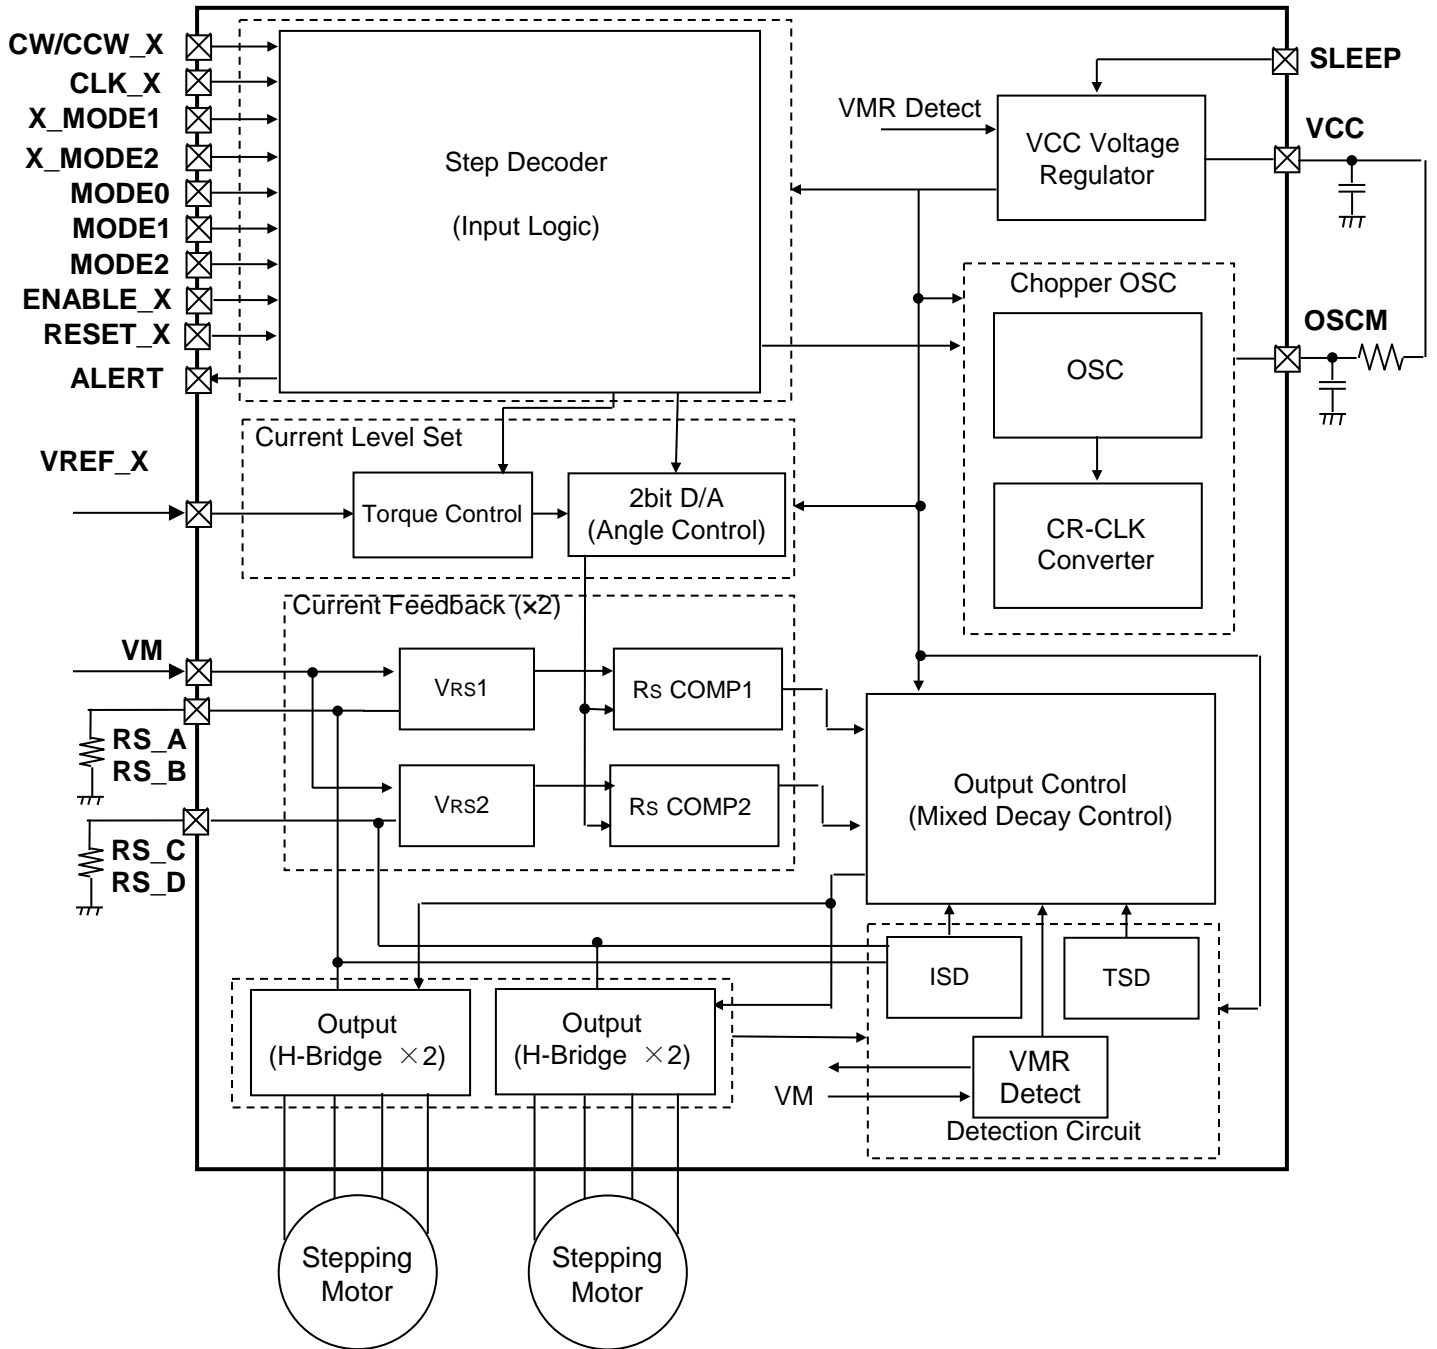 CW/CCW_X
CLK_X
X_MODE1
X_MODE2
MODE0
MODE1
MODE2
ENABLE_X
RESET_X
ALERT
VREF_X
VM
RS_A
RS_B
RS_C
RS_D
Step Decoder
(Input Logic)
VMR Detect
VCC Voltage
Regulator
SLEEP
VCC
OSCM
Chopper OSC
OSC
CR-CLK
Converter
Current Level Set
Torque Control
2bit D/A
(Angle Control)
Current Feedback (×2)
VRS1
RS COMP1
VRS2
RS COMP2
Output Control
(Mixed Decay Control)
ISD
TSD
VMR
Detect
VM
Detection Circuit
Output
(H-Bridge ×2)
Output
(H-Bridge ×2)
Stepping
Motor
Stepping
Motor